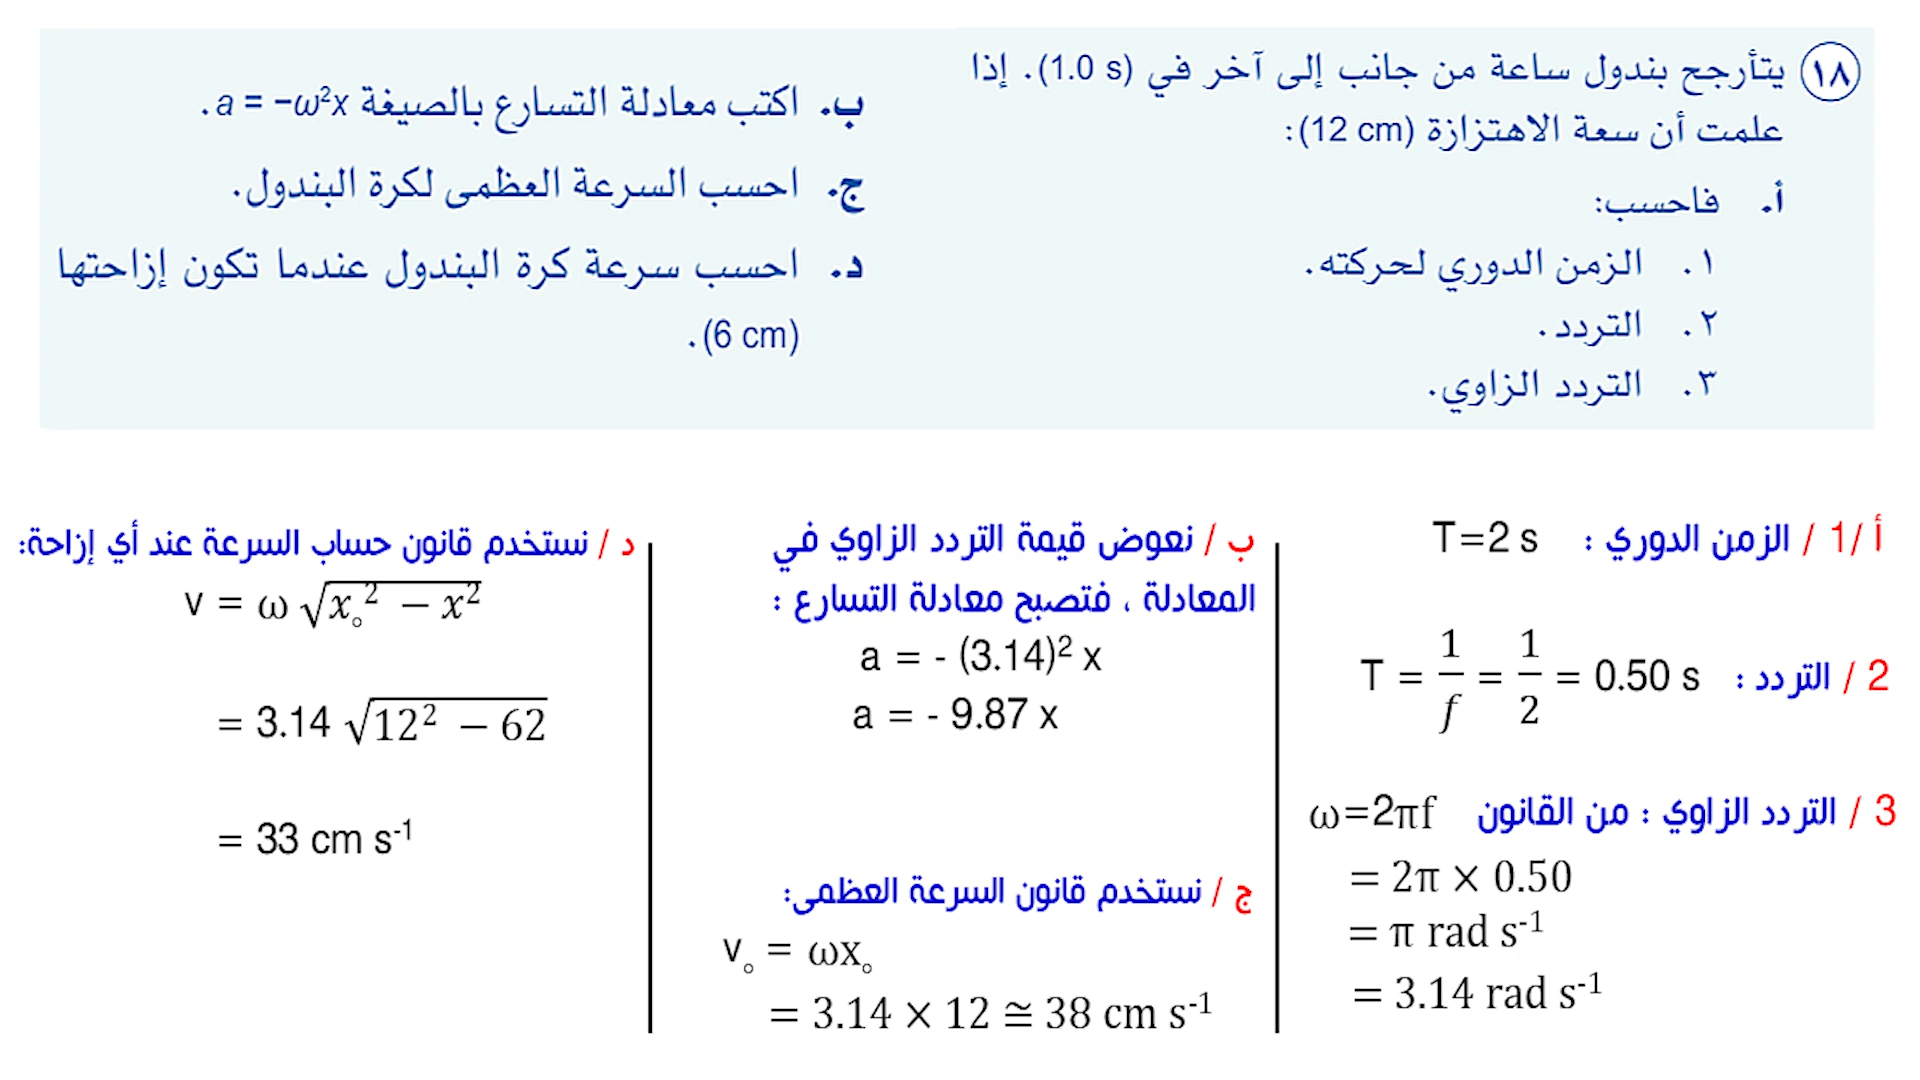 ١٨ يتأرجح بندول ساعة من جانب إلى آخر في (1.0 s). إذا
علمت أن سعة الاهتزازة (12 cm):
أ. فاحسب:
١. الزمن الدوري لحركته.
٢. التردد.
٣. التردد الزاوي.
ب. اكتب معادلة التسارع بالصيغة a = −ω²x.
ج. احسب السرعة العظمى لكرة البندول.
د. احسب سرعة كرة البندول عندما تكون إزاحتها
(6 cm).
أ /1 / الزمن الدوري : T=2 s
2 / التردد : T = 1/f = 1/2 = 0.50 s
3 / التردد الزاوي : من القانون ω=2πf
= 2π × 0.50
= π rad s⁻¹
= 3.14 rad s⁻¹
ب / نعوض قيمة التردد الزاوي في
المعادلة ، فتصبح معادلة التسارع :
a = - (3.14)² x
a = - 9.87 x
ج / نستخدم قانون السرعة العظمى:
v∘ = ωx∘
= 3.14 × 12 ≅ 38 cm s⁻¹
د / نستخدم قانون حساب السرعة عند أي إزاحة:
v = ω √(x∘² − x²)
= 3.14 √(12² − 62)
= 33 cm s⁻¹